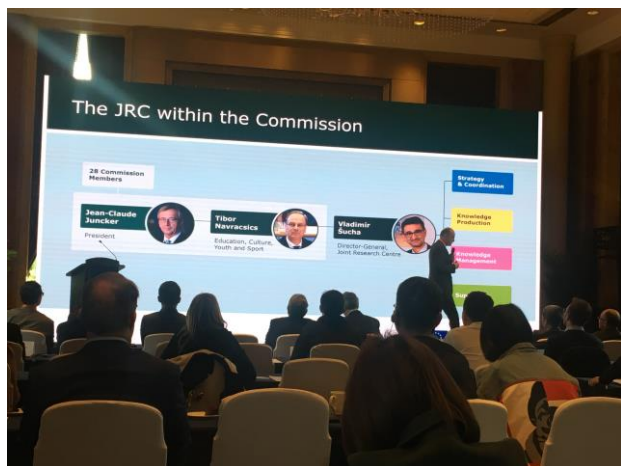 The JRC within the Commission
28 Commission
Members
Strategy
& Coordination
Jean-Claude
Juncker
President
Tibor
Navracsics
Education, Culture,
Youth and Sport
Vladimir
Šucha
Director-General,
Joint Research Centre
Knowledge
Production
Knowledge
Management